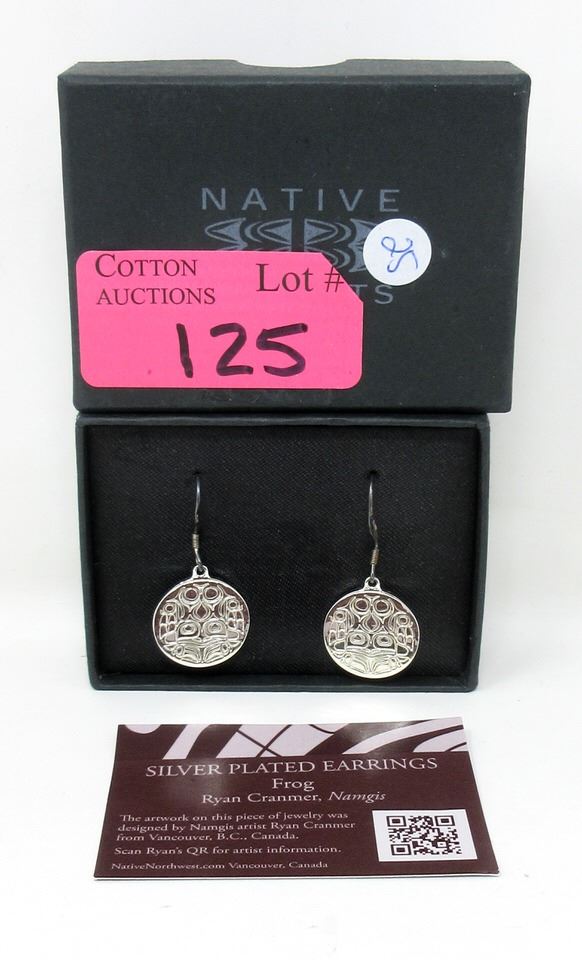 NATIVE
TS
COTTON
AUCTIONS
Lot #
125
25
SILVER PLATED EARRINGS
Frog
Ryan Cranmer, Namgis
The artwork on this piece of jewelry was
designed by Namgis artist Ryan Cranmer
from Vancouver, B.C., Canada.
Scan Ryan's QR for artist information.
NativeNorthwest.com Vancouver, Canada